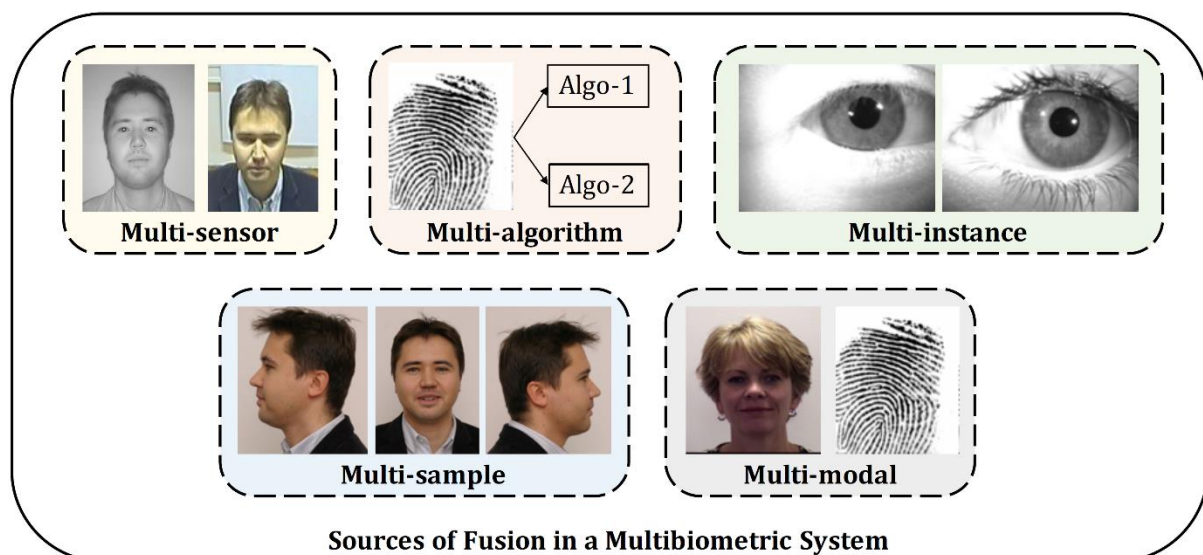 Algo-1
Algo-2
Multi-sensor
Multi-algorithm
Multi-instance
Multi-sample
Multi-modal
Sources of Fusion in a Multibiometric System